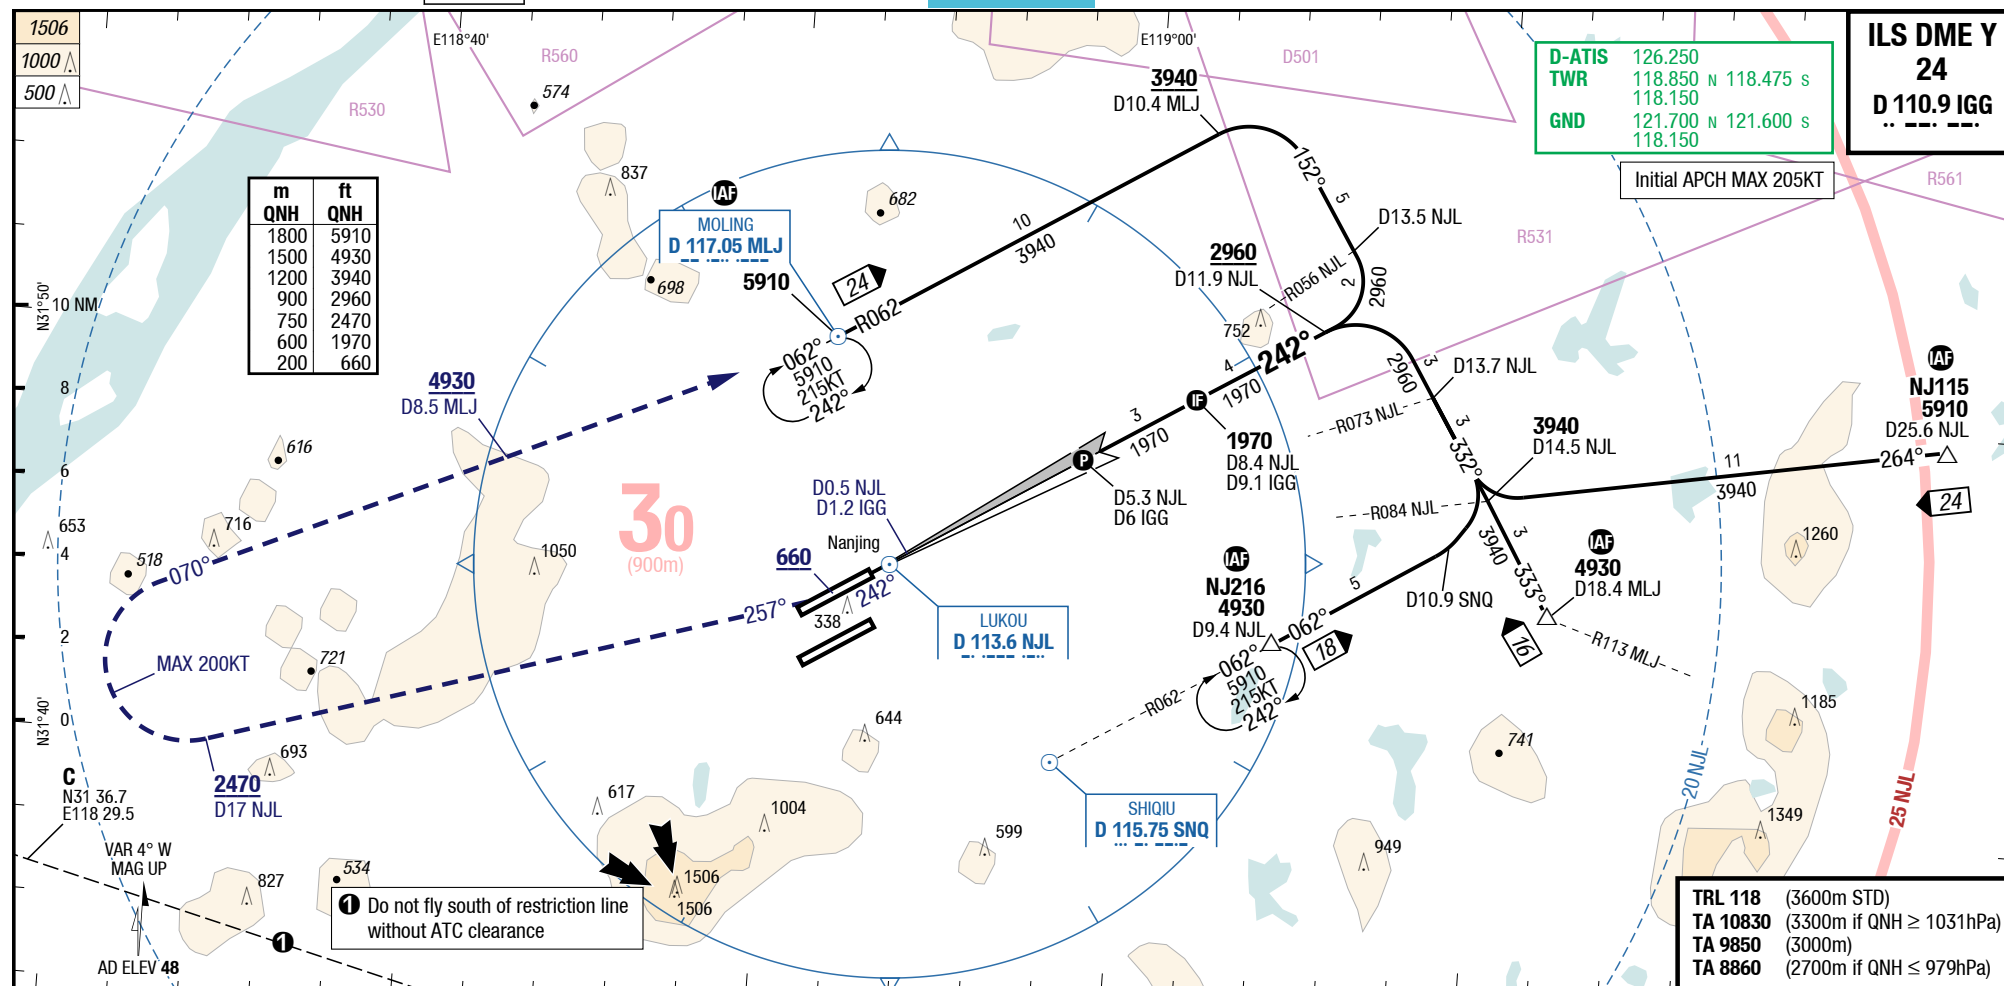 1506
1000
500
E118°40'
R560
574
R530
E119°00'
D501
3940
D10.4 MLJ
D-ATIS 126.250
TWR 118.850 N 118.475 S
118.150
GND 121.700 N 121.600 S
118.150
ILS DME Y
24
D 110.9 IGG
Initial APCH MAX 205KT
R561
R531
m ft
QNH QNH
1800 5910
1500 4930
1200 3940
900 2960
750 2470
600 1970
200 660
837
IAF
MOLING
D 117.05 MLJ
682
698
5910
24
R062
10
3940
152°
5
D13.5 NJL
2960
D11.9 NJL
R056 NJL
2
2960
752
N31°50'
10 NM
8
6
4
2
0
N31°40'
062°
5910
215KT
242°
4930
D8.5 MLJ
242°
4
1970
3
2960
D13.7 NJL
R073 NJL
IF
1970
D8.4 NJL
D9.1 IGG
3
1970
P
D5.3 NJL
D6 IGG
3
332°
3940
D14.5 NJL
R084 NJL
IAF
NJ115
5910
D25.6 NJL
264°
11
3940
24
616
653
716
518
070°
1050
30
(900m)
D0.5 NJL
D1.2 IGG
Nanjing
660
242°
257°
338
LUKOU
D 113.6 NJL
IAF
NJ216
4930
D9.4 NJL
062°
5
D10.9 SNQ
3
3940
333°
IAF
4930
D18.4 MLJ
R113 MLJ
16
18
1260
062°
5910
215KT
242°
R062
MAX 200KT
721
644
693
2470
D17 NJL
741
1185
20 NJL
25 NJL
C
N31 36.7
E118 29.5
VAR 4° W
MAG UP
617
1004
SHIQIU
D 115.75 SNQ
599
949
1349
534
827
1506
1506
1 Do not fly south of restriction line
without ATC clearance
1
AD ELEV 48
TRL 118 (3600m STD)
TA 10830 (3300m if QNH ≥ 1031hPa)
TA 9850 (3000m)
TA 8860 (2700m if QNH ≤ 979hPa)